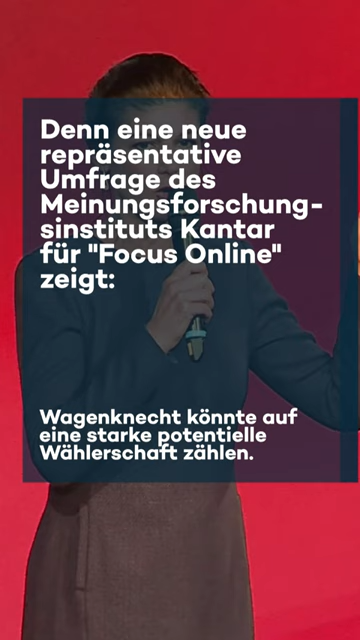 Denn eine neue
repräsentative
Umfrage des
Meinungsforschung-
sinstituts Kantar
für "Focus Online"
zeigt:
Wagenknecht könnte auf
eine starke potentielle
Wählerschaft zählen.